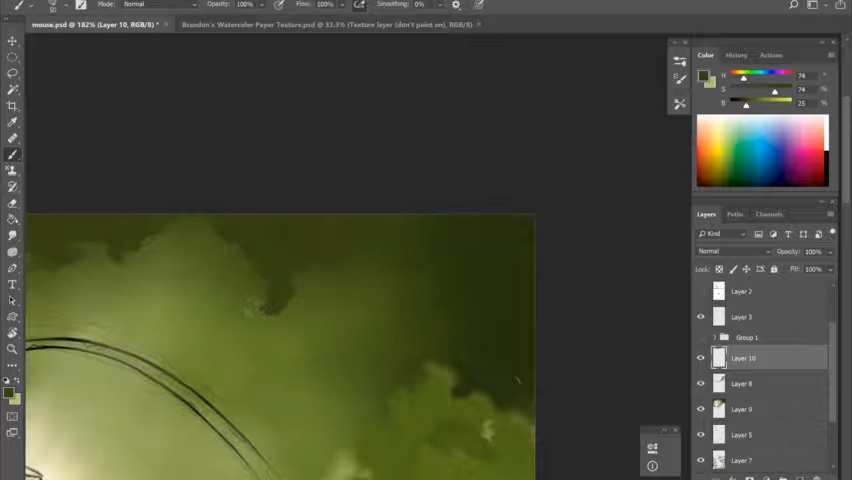 50 Mode: Normal Opacity: 100% Flow: 100% Smoothing: 0%
mouse.psd @ 182% (Layer 10, RGB/8) * × Brandon's Watercolor Paper Texture.psd @ 35.3% (Texture layer (don't paint on), RGB/8) ×
Color History Actions
H 74 °
S 74 %
B 25 %
Layers Paths Channels
Kind
Normal Opacity: 100%
Lock: Fill: 100%
Layer 2
Layer 3
Group 1
Layer 10
Layer 8
Layer 9
Layer 5
Layer 7